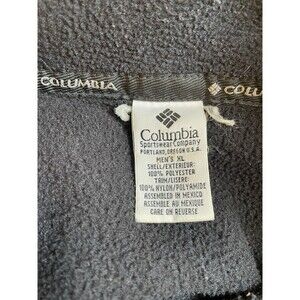 COLUMBIA
COLU
Columbia
Sportswear Company
PORTLAND, OREGON U.S.A.
MEN'S XL
SHELL/EXTERIEUR:
100% POLYESTER
TRIM/LISERE:
100% NYLON/POLYAMIDE
ASSEMBLED IN MEXICO
ASSEMBLE AU MEXIQUE
CARE ON REVERSE